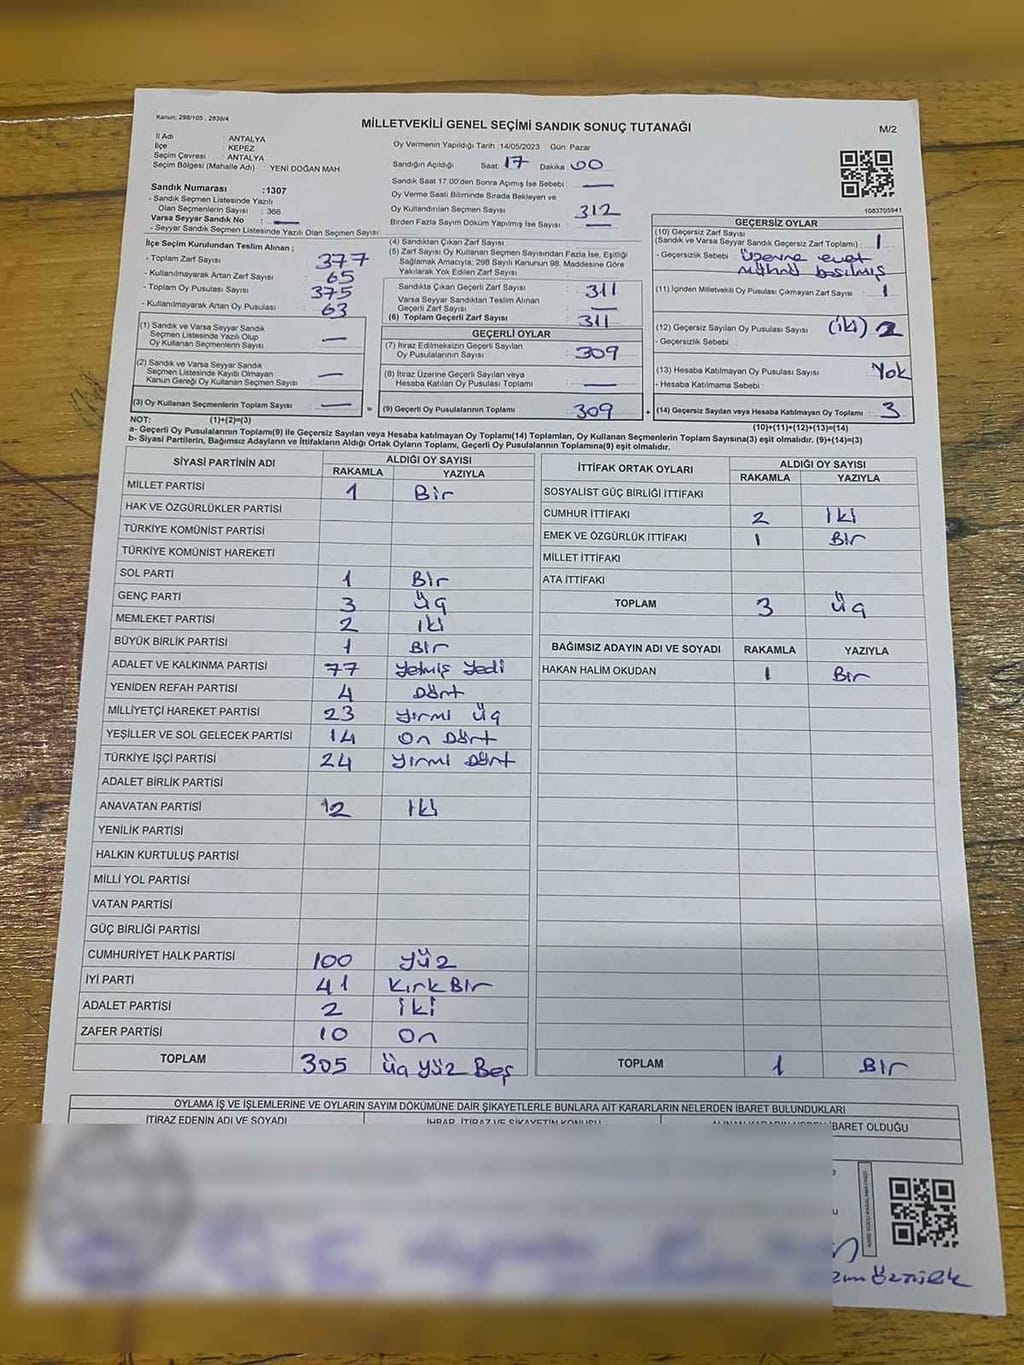 Kanun: 298/105 , 2839/4
MİLLETVEKİLİ GENEL SEÇİMİ SANDIK SONUÇ TUTANAĞI
M/2
İl Adı : ANTALYA
İlçe : KEPEZ
Seçim Çevresi : ANTALYA
Seçim Bölgesi (Mahalle Adı) : YENİ DOĞAN MAH
Oy Vermenin Yapıldığı Tarih : 14/05/2023 Gün: Pazar
Sandığın Açıldığı Saat: 17 Dakika 00
Sandık Saat 17:00'den Sonra Açımış İse Sebebi : —
Oy Verme Saati Bitiminde Sırada Bekleyen ve
Oy Kullandırılan Seçmen Sayısı : 312
Birden Fazla Sayım Döküm Yapılmış İse Sayısı : —
1083705941
Sandık Numarası : 1307
- Sandık Seçmen Listesinde Yazılı
Olan Seçmenlerin Sayısı : 366
Varsa Seyyar Sandık No : —
- Seyyar Sandık Seçmen Listesinde Yazılı Olan Seçmen Sayısı
İlçe Seçim Kurulundan Teslim Alınan ;
- Toplam Zarf Sayısı : 377
- Kullanılmayarak Artan Zarf Sayısı : 65
- Toplam Oy Pusulası Sayısı : 375
- Kullanılmayarak Artan Oy Pusulası : 63
(1) Sandık ve Varsa Seyyar Sandık
Seçmen Listesinde Yazılı Olup
Oy Kullanan Seçmenlerin Sayısı —
(2) Sandık ve Varsa Seyyar Sandık
Seçmen Listesinde Kayıtlı Olmayan
Kanun Gereği Oy Kullanan Seçmen Sayısı —
(3) Oy Kullanan Seçmenlerin Toplam Sayısı —
(4) Sandıktan Çıkan Zarf Sayısı :
(5) Zarf Sayısı Oy Kullanan Seçmen Sayısından Fazla İse, Eşitliği
Sağlamak Amacıyla; 298 Sayılı Kanunun 98. Maddesine Göre
Yakılarak Yok Edilen Zarf Sayısı :
Sandıkta Çıkan Geçerli Zarf Sayısı : 311
Varsa Seyyar Sandıktan Teslim Alınan
Geçerli Zarf Sayısı : —
(6) Toplam Geçerli Zarf Sayısı : 311
GEÇERLİ OYLAR
(7) İtiraz Edilmeksizin Geçerli Sayılan
Oy Pusulalarının Sayısı : 309
(8) İtiraz Üzerine Geçerli Sayılan veya
Hesaba Katılan Oy Pusulası Toplamı : —
= (9) Geçerli Oy Pusulalarının Toplamı : 309 +
GEÇERSİZ OYLAR
(10) Geçersiz Zarf Sayısı
(Sandık ve Varsa Seyyar Sandık Geçersiz Zarf Toplamı) : 1
- Geçersizlik Sebebi : üzerine evet
mührü basılmış
(11) İçinden Milletvekili Oy Pusulası Çıkmayan Zarf Sayısı : 1
(12) Geçersiz Sayılan Oy Pusulası Sayısı : (iki) 2
- Geçersizlik Sebebi :
(13) Hesaba Katılmayan Oy Pusulası Sayısı : Yok
- Hesaba Katılmama Sebebi :
(14) Geçersiz Sayılan veya Hesaba Katılmayan Oy Toplamı : 3
NOT: (1)+(2)=(3)
(10)+(11)+(12)+(13)=(14)
a- Geçerli Oy Pusulalarının(9) ile Geçersiz Sayılan veya Hesaba katılmayan Oy Toplamı(14) Toplamları, Oy Kullanan Seçmenlerin Toplam Sayısına(3) eşit olmalıdır. (9)+(14)=(3)
b- Siyasi Partilerin, Bağımsız Adayların ve İttifakların Aldığı Ortak Oyların Toplamı, Geçerli Oy Pusulalarının Toplamına(9) eşit olmalıdır.
SİYASİ PARTİNİN ADI ALDIĞI OY SAYISI
RAKAMLA YAZIYLA
MİLLET PARTİSİ 1 Bir
HAK VE ÖZGÜRLÜKLER PARTİSİ
TÜRKİYE KOMÜNİST PARTİSİ
TÜRKİYE KOMÜNİST HAREKETİ
SOL PARTİ 1 Bir
GENÇ PARTİ 3 Üç
MEMLEKET PARTİSİ 2 iki
BÜYÜK BİRLİK PARTİSİ 1 Bir
ADALET VE KALKINMA PARTİSİ 77 Yetmiş Yedi
YENİDEN REFAH PARTİSİ 4 Dört
MİLLİYETÇİ HAREKET PARTİSİ 23 Yirmi Üç
YEŞİLLER VE SOL GELECEK PARTİSİ 14 On Dört
TÜRKİYE İŞÇİ PARTİSİ 24 Yirmi Dört
ADALET BİRLİK PARTİSİ
ANAVATAN PARTİSİ 2 iki
YENİLİK PARTİSİ
HALKIN KURTULUŞ PARTİSİ
MİLLİ YOL PARTİSİ
VATAN PARTİSİ
GÜÇ BİRLİĞİ PARTİSİ
CUMHURİYET HALK PARTİSİ 100 Yüz
İYİ PARTİ 41 Kırk Bir
ADALET PARTİSİ 2 iki
ZAFER PARTİSİ 10 On
TOPLAM 305 Üç Yüz Beş
İTTİFAK ORTAK OYLARI ALDIĞI OY SAYISI
RAKAMLA YAZIYLA
SOSYALIST GÜÇ BİRLİĞİ İTTİFAKI
CUMHUR İTTİFAKI 2 iki
EMEK VE ÖZGÜRLÜK İTTİFAKI 1 Bir
MİLLET İTTİFAKI
ATA İTTİFAKI
TOPLAM 3 Üç
BAĞIMSIZ ADAYIN ADI VE SOYADI RAKAMLA YAZIYLA
HAKAN HALİM OKUDAN 1 Bir
TOPLAM 1 Bir
OYLAMA İŞ VE İŞLEMLERİNE VE OYLARIN SAYIM DÖKÜMÜNE DAİR ŞİKAYETLERLE BUNLARA AİT KARARLARIN NELERDEN İBARET BULUNDUKLARI
İTİRAZ EDENİN ADI VE SOYADI İHBAR, İTİRAZ VE ŞİKAYETİN KONUSU ALINAN KARARIN NEDEN İBARET OLDUĞU